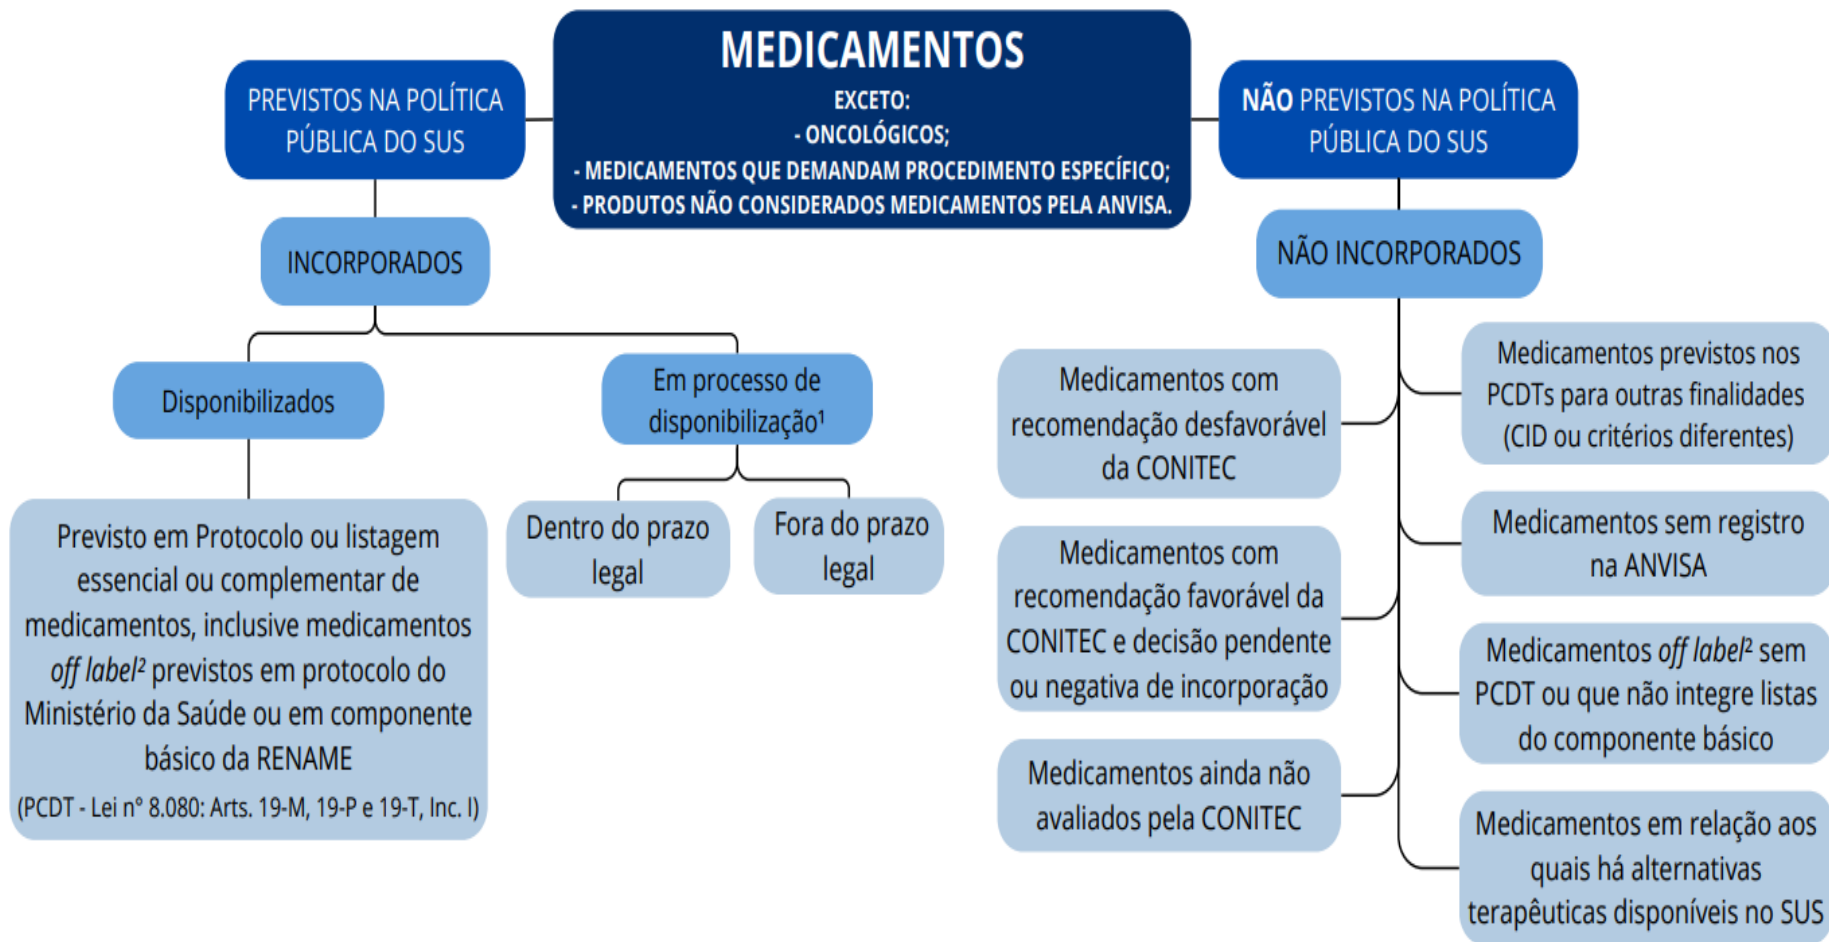 MEDICAMENTOS
EXCETO:
- ONCOLÓGICOS;
- MEDICAMENTOS QUE DEMANDAM PROCEDIMENTO ESPECÍFICO;
- PRODUTOS NÃO CONSIDERADOS MEDICAMENTOS PELA ANVISA.
PREVISTOS NA POLÍTICA
PÚBLICA DO SUS
INCORPORADOS
Disponibilizados
Previsto em Protocolo ou listagem
essencial ou complementar de
medicamentos, inclusive medicamentos
off label² previstos em protocolo do
Ministério da Saúde ou em componente
básico da RENAME
(PCDT - Lei nº 8.080: Arts. 19-M, 19-P e 19-T, Inc. I)
Em processo de
disponibilização¹
Dentro do prazo
legal
Fora do prazo
legal
NÃO PREVISTOS NA POLÍTICA
PÚBLICA DO SUS
NÃO INCORPORADOS
Medicamentos com
recomendação desfavorável
da CONITEC
Medicamentos com
recomendação favorável da
CONITEC e decisão pendente
ou negativa de incorporação
Medicamentos ainda não
avaliados pela CONITEC
Medicamentos previstos nos
PCDTs para outras finalidades
(CID ou critérios diferentes)
Medicamentos sem registro
na ANVISA
Medicamentos off label² sem
PCDT ou que não integre listas
do componente básico
Medicamentos em relação aos
quais há alternativas
terapêuticas disponíveis no SUS